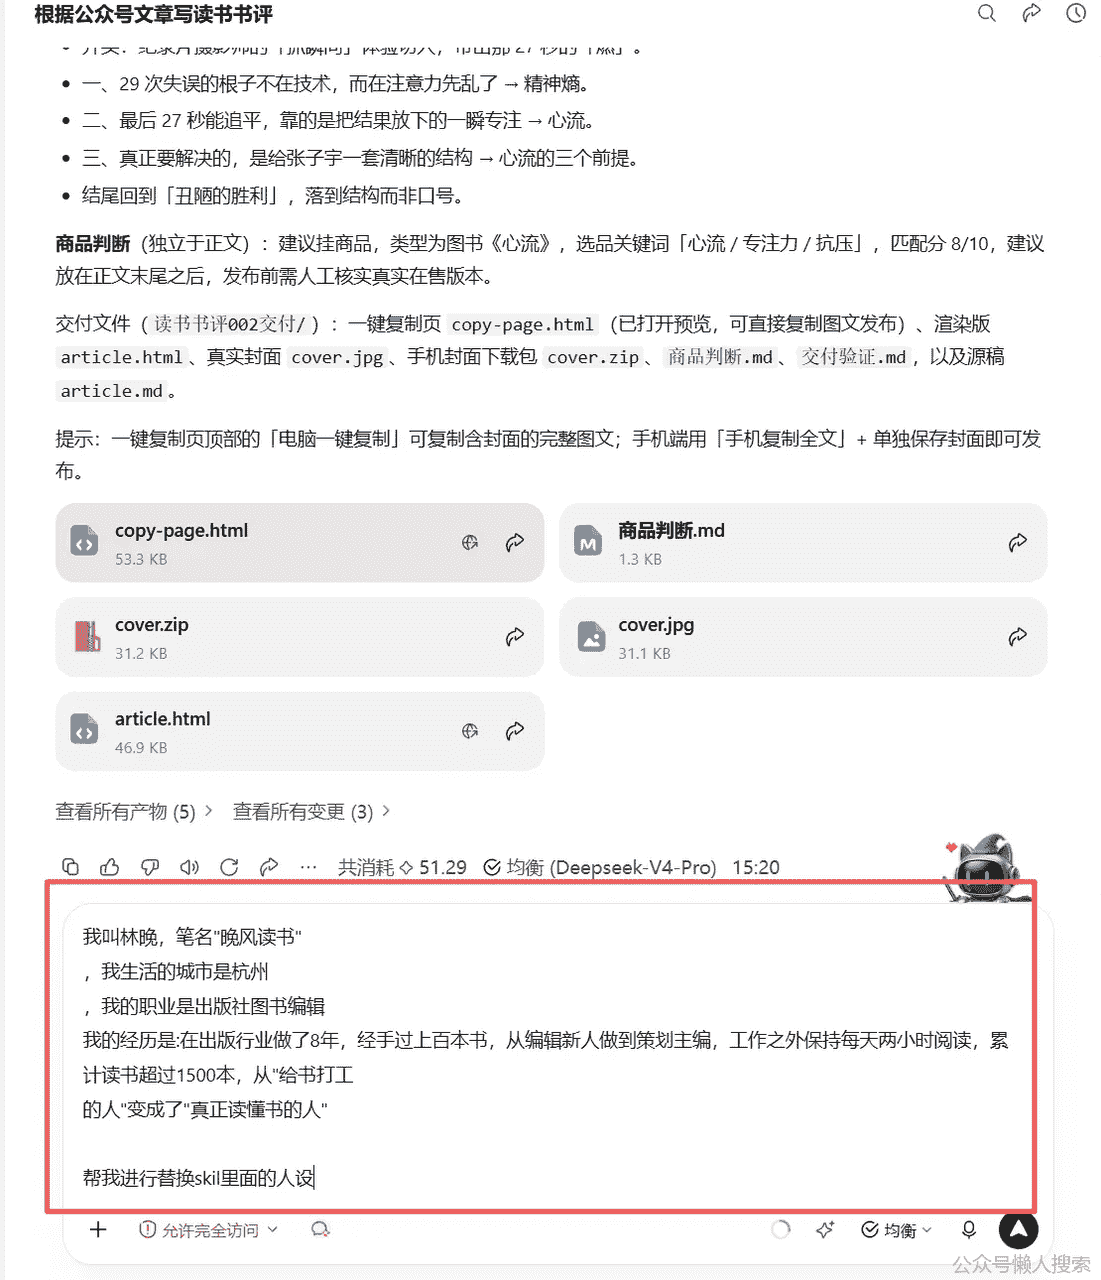 根据公众号文章写读书书评
一、29 次失误的根子不在技术，而在注意力先乱了 → 精神熵。
二、最后 27 秒能追平，靠的是把结果放下的一瞬专注 → 心流。
三、真正要解决的，是给张子宇一套清晰的结构 → 心流的三个前提。
结尾回到「丑陋的胜利」，落到结构而非口号。
商品判断（独立于正文）：建议挂商品，类型为图书《心流》，选品关键词「心流 / 专注力 / 抗压」，匹配分 8/10，建议
放在正文末尾之后，发布前需人工核实真实在售版本。
交付文件（读书书评002交付/）：一键复制页 copy-page.html（已打开预览，可直接复制图文发布）、渲染版
article.html、真实封面 cover.jpg、手机封面下载包 cover.zip、商品判断.md、交付验证.md，以及源稿
article.md。
提示：一键复制页顶部的「电脑一键复制」可复制含封面的完整图文；手机端用「手机复制全文」+ 单独保存封面即可发
布。
copy-page.html
53.3 KB
商品判断.md
1.3 KB
cover.zip
31.2 KB
cover.jpg
31.1 KB
article.html
46.9 KB
查看所有产物 (5) 查看所有变更 (3)
共消耗 51.29 均衡 (Deepseek-V4-Pro) 15:20
我叫林晚，笔名"晚风读书"
，我生活的城市是杭州
，我的职业是出版社图书编辑
我的经历是:在出版行业做了8年，经手过上百本书，从编辑新人做到策划主编，工作之外保持每天两小时阅读，累
计读书超过1500本，从"给书打工
的人"变成了"真正读懂书的人"
帮我进行替换skil里面的人设
允许完全访问 均衡
公众号懒人搜索